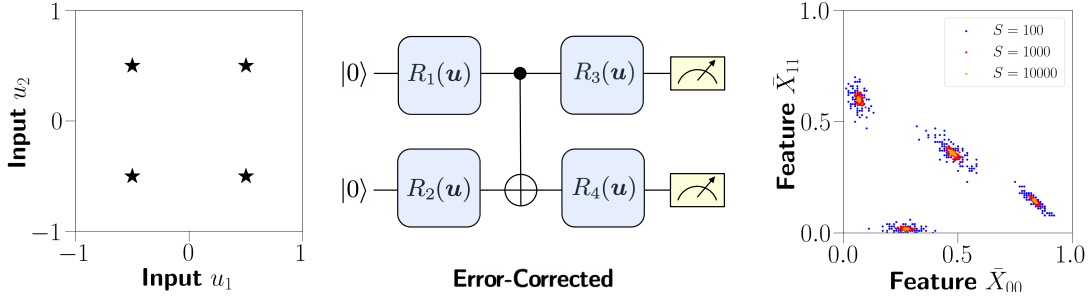 1
0
−1
Input u₂
−1
0
1
Input u₁
|0⟩
R₁(u)
R₃(u)
|0⟩
R₂(u)
R₄(u)
Error-Corrected
1.0
0.5
0.0
Feature X̄₁₁
S = 100
S = 1000
S = 10000
0.0
0.5
1.0
Feature X̄₀₀